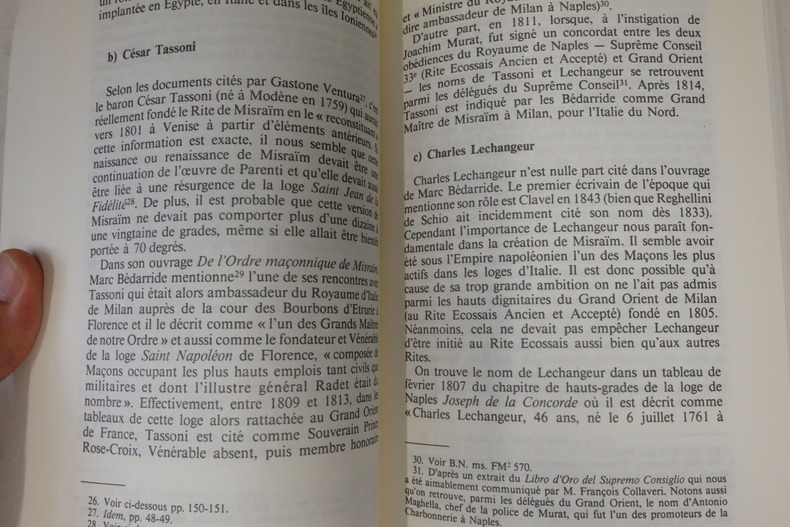 implantée en Egypte, en Italie et dans les îles Ioniennes
b) César Tassoni
Selon les documents cités par Gastone Ventura27, c'est
le baron César Tassoni (né à Modène en 1759) qui aurait
réellement fondé le Rite de Misraïm en le « reconstituant »
vers 1801 à Venise à partir d'éléments antérieurs. Si
cette information est exacte, il nous semble que cette
naissance ou renaissance de Misraïm devait être une
continuation de l'œuvre de Parenti et qu'elle devait aussi
être liée à une résurgence de la loge Saint Jean de la
Fidélité28. De plus, il est probable que cette version de
Misraïm ne devait pas comporter plus d'une dizaine à
une vingtaine de grades, même si elle allait être bientôt
portée à 70 degrés.
Dans son ouvrage De l'Ordre maçonnique de Misraïm,
Marc Bédarride mentionne29 l'une de ses rencontres avec
Tassoni qui était alors ambassadeur du Royaume d'Italie
de Milan auprès de la cour des Bourbons d'Etrurie à
Florence et il le décrit comme « l'un des Grands Maîtres
de notre Ordre » et aussi comme le fondateur et Vénérable
de la loge Saint Napoléon de Florence, « composée de
Maçons occupant les plus hauts emplois tant civils que
militaires et dont l'illustre général Radet était du
nombre ». Effectivement, entre 1809 et 1813, dans les
tableaux de cette loge alors rattachée au Grand Orient
de France, Tassoni est cité comme Souverain Prince
Rose-Croix, Vénérable absent, puis membre honoraire
26. Voir ci-dessous pp. 150-151.
27. Idem, pp. 48-49.
28.
et « Ministre du
dire ambassadeur de Milan à Naples)30.
D'autre part, en 1811, lorsque, à l'instigation de
Joachim Murat, fut signé un concordat entre les deux
obédiences du Royaume de Naples — Suprême Conseil
33e (Rite Ecossais Ancien et Accepté) et Grand Orient
— les noms de Tassoni et Lechangeur se retrouvent
parmi les délégués du Suprême Conseil31. Après 1814,
Tassoni est indiqué par les Bédarride comme Grand
Maître de Misraïm à Milan, pour l'Italie du Nord.
c) Charles Lechangeur
Charles Lechangeur n'est nulle part cité dans l'ouvrage
de Marc Bédarride. Le premier écrivain de l'époque qui
mentionne son rôle est Clavel en 1843 (bien que Reghellini
de Schio ait incidemment cité son nom dès 1833).
Cependant l'importance de Lechangeur nous paraît fon-
damentale dans la création de Misraïm. Il semble avoir
été sous l'Empire napoléonien l'un des Maçons les plus
actifs dans les loges d'Italie. Il est donc possible qu'à
cause de sa trop grande ambition on ne l'ait pas admis
parmi les hauts dignitaires du Grand Orient de Milan
(au Rite Ecossais Ancien et Accepté) fondé en 1805.
Néanmoins, cela ne devait pas empêcher Lechangeur
d'être initié au Rite Ecossais aussi bien qu'aux autres
Rites.
On trouve le nom de Lechangeur dans un tableau de
février 1807 du chapitre de hauts-grades de la loge de
Naples Joseph de la Concorde où il est décrit comme
« Charles Lechangeur, 46 ans, né le 6 juillet 1761 à
30. Voir B.N. ms. FM2 570.
31. D'après un extrait du Libro d'Oro del Supremo Consiglio qui nous
a été aimablement communiqué par M. François Collaveri. Notons aussi
qu'on retrouve, parmi les délégués du Grand Orient, le nom d'Antonio
Maghella, chef de la police de Murat, qui fut l'un des promoteurs de la
Charbonnerie à Naples.